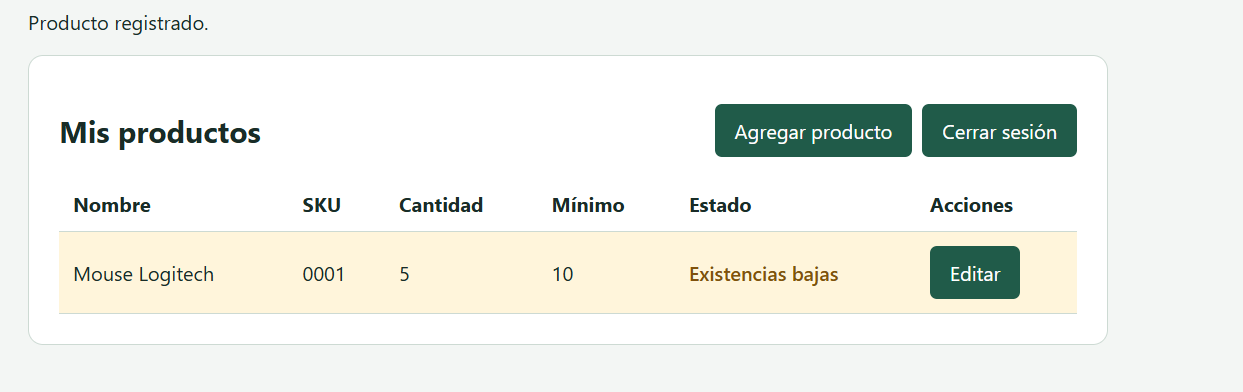 Producto registrado.
Mis productos
Agregar producto
Cerrar sesión
Nombre SKU Cantidad Mínimo Estado Acciones
Mouse Logitech 0001 5 10 Existencias bajas Editar